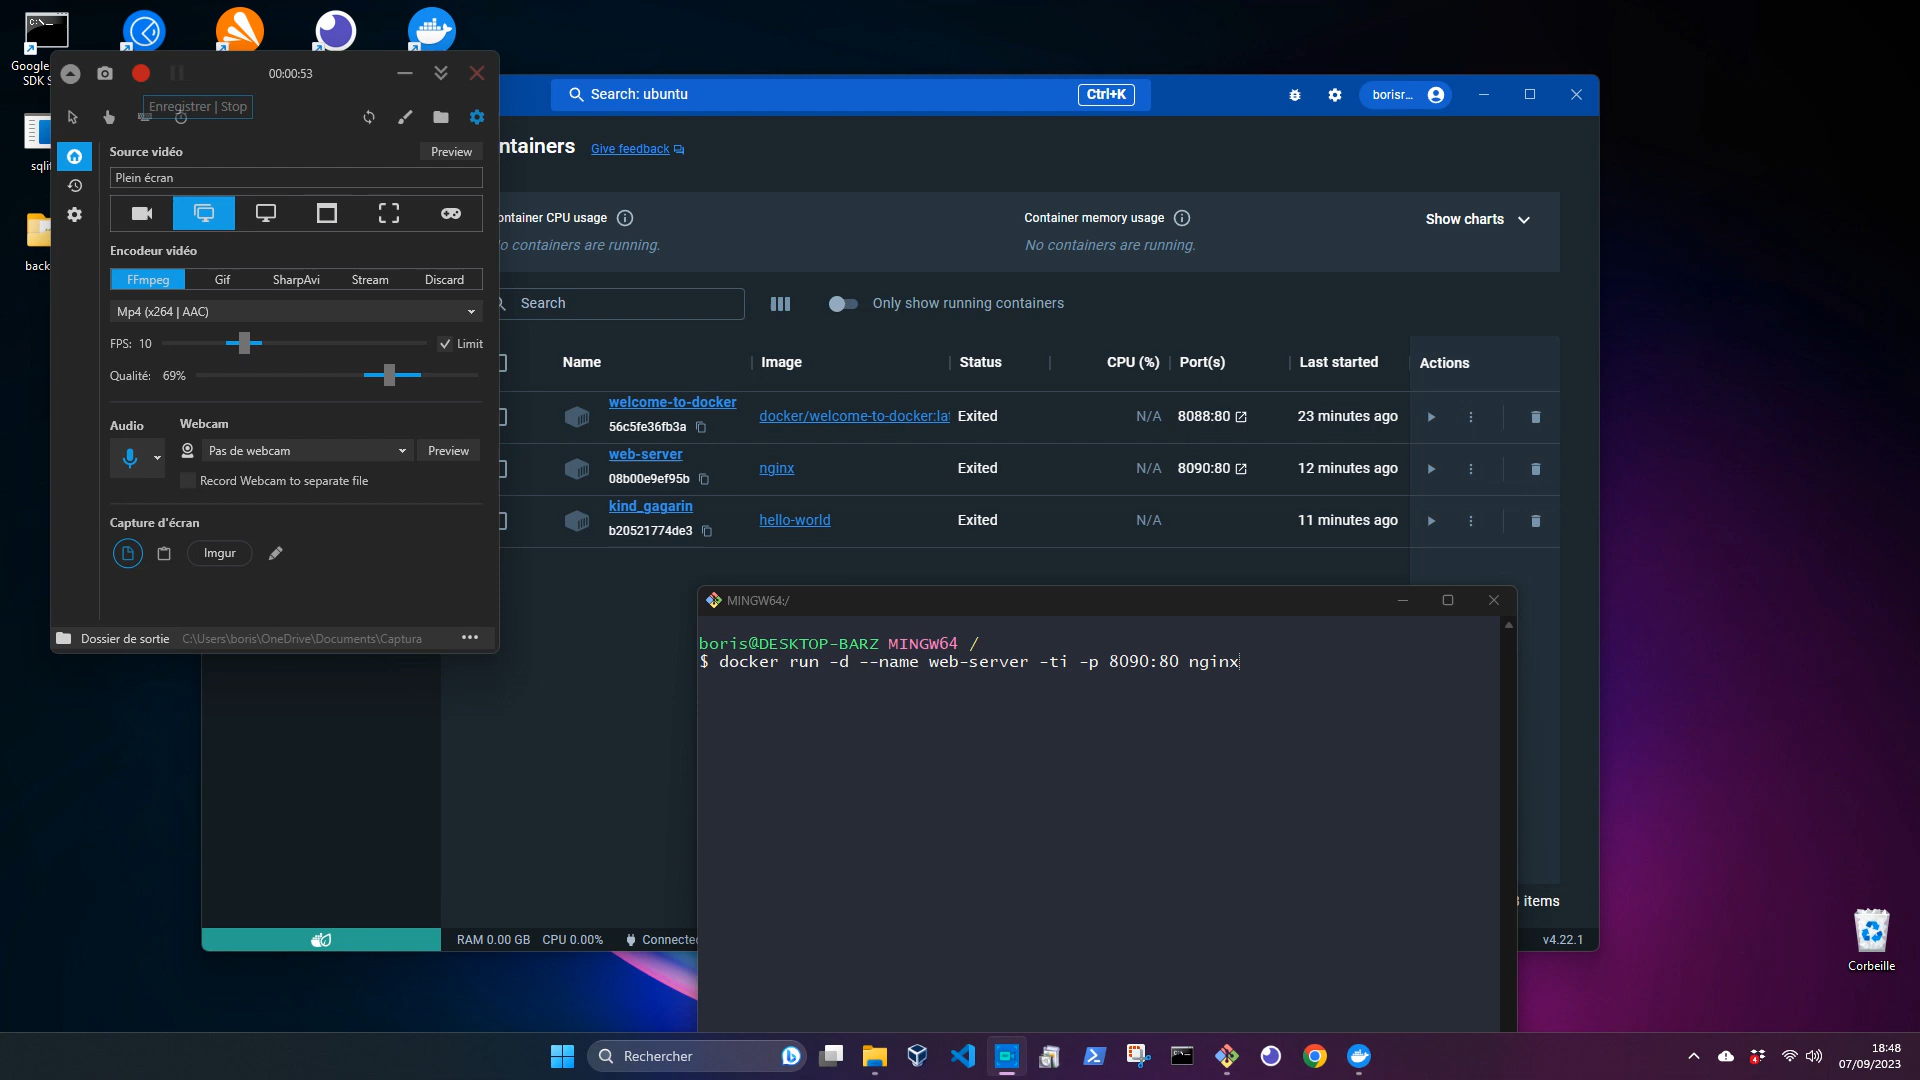 Google
SDK S
sqlit
back
00:00:53
Enregistrer | Stop
Source vidéo
Preview
Plein écran
Encodeur vidéo
FFmpeg Gif SharpAvi Stream Discard
Mp4 (x264 | AAC)
FPS: 10
Limit
Qualité: 69%
Audio
Webcam
Pas de webcam
Preview
Record Webcam to separate file
Capture d'écran
Imgur
Dossier de sortie C:\Users\boris\OneDrive\Documents\Captura •••
Search: ubuntu
Ctrl+K
borisr...
ntainers
Give feedback
ontainer CPU usage
o containers are running.
Container memory usage
No containers are running.
Show charts
Search
Only show running containers
Name Image Status CPU (%) Port(s) Last started Actions
welcome-to-docker
56c5fe36fb3a
docker/welcome-to-docker:lat Exited N/A 8088:80 23 minutes ago
web-server
08b00e9ef95b
nginx Exited N/A 8090:80 12 minutes ago
kind_gagarin
b20521774de3
hello-world Exited N/A 11 minutes ago
MINGW64:/
boris@DESKTOP-BARZ MINGW64 /
$ docker run -d --name web-server -ti -p 8090:80 nginx
3 items
RAM 0.00 GB CPU 0.00% Connected
v4.22.1
Corbeille
Rechercher
4
18:48
07/09/2023